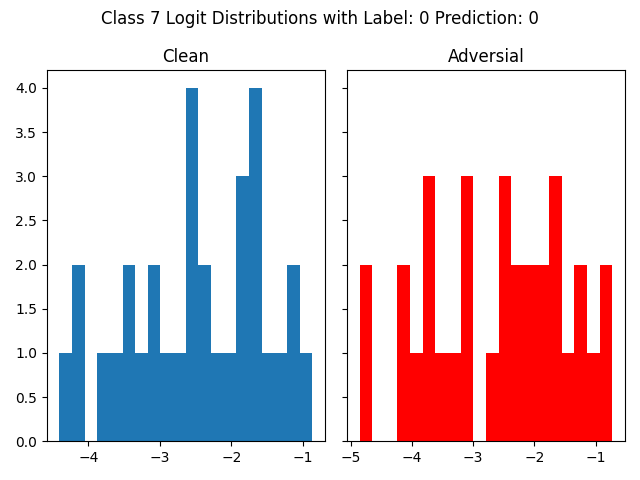 Class 7 Logit Distributions with Label: 0 Prediction: 0
Clean
Adversial
4.0
3.5
3.0
2.5
2.0
1.5
1.0
0.5
0.0
−4 −3 −2 −1
−5 −4 −3 −2 −1